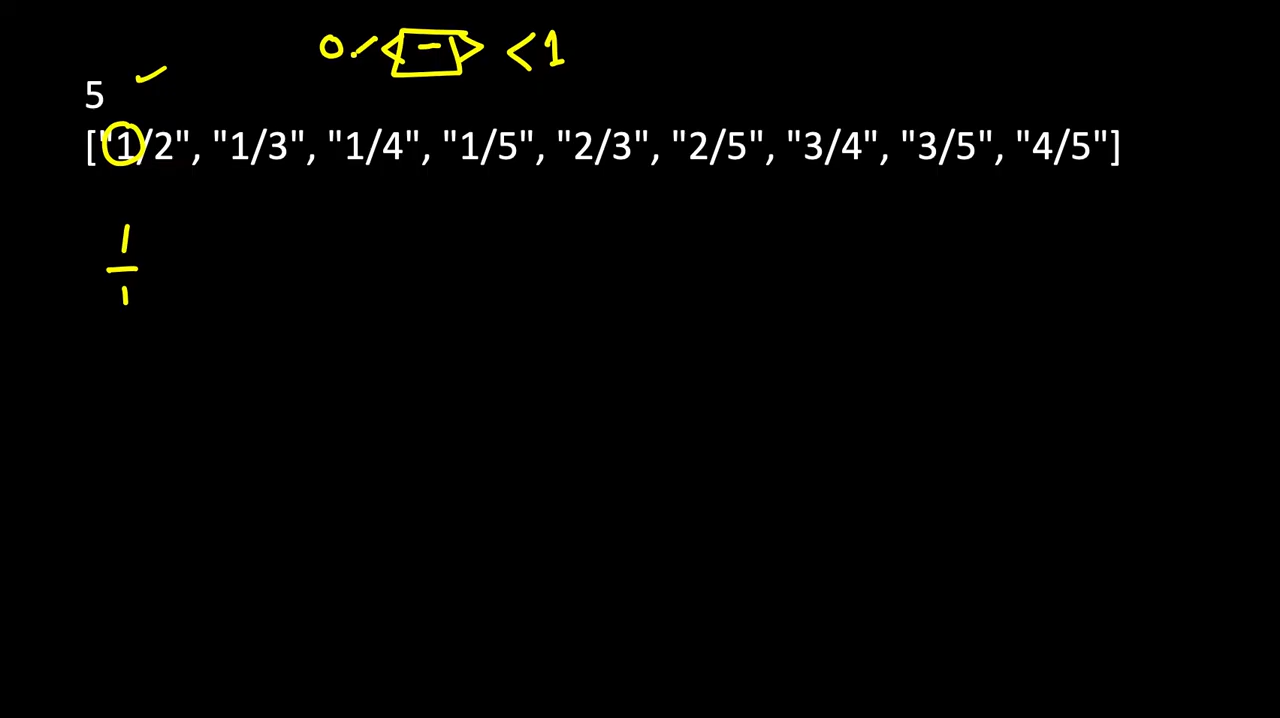 0 < - < 1
5
["1/2", "1/3", "1/4", "1/5", "2/3", "2/5", "3/4", "3/5", "4/5"]
1
1